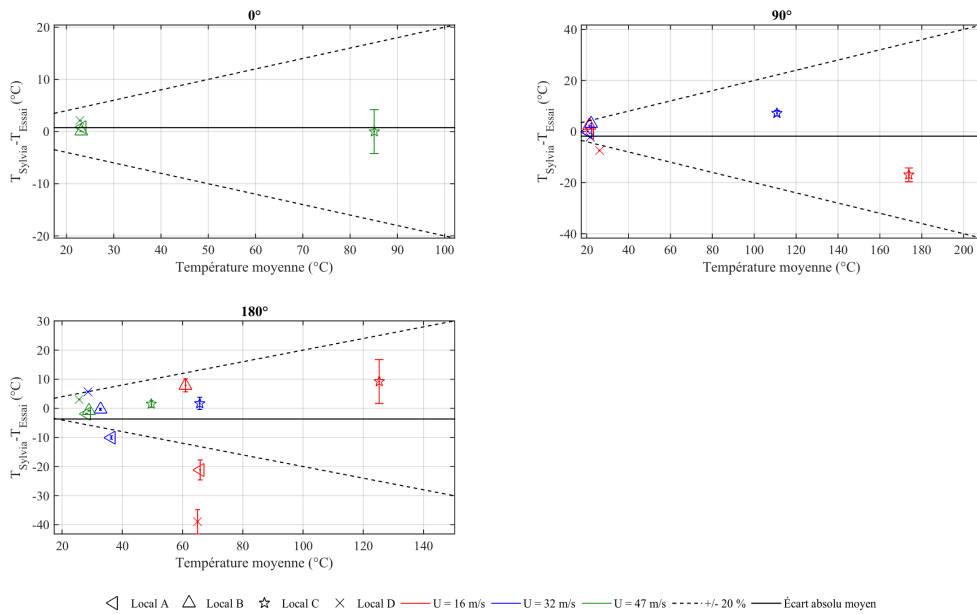 0°
20
10
0
-10
-20
20 30 40 50 60 70 80 90 100
Température moyenne (°C)
T_Sylvia-T_Essai (°C)
90°
40
20
0
-20
-40
20 40 60 80 100 120 140 160 180 200
Température moyenne (°C)
T_Sylvia-T_Essai (°C)
180°
30
20
10
0
-10
-20
-30
-40
20 40 60 80 100 120 140
Température moyenne (°C)
T_Sylvia-T_Essai (°C)
Local A Local B Local C Local D U = 16 m/s U = 32 m/s U = 47 m/s +/- 20 % Écart absolu moyen